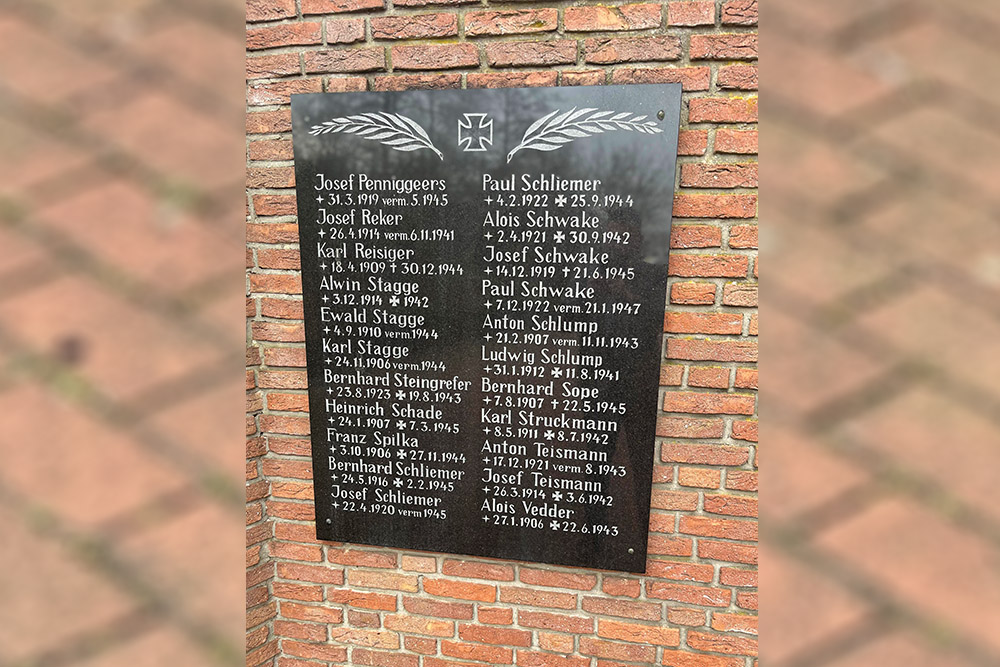 Josef Penniggeers
+ 31.3.1919 verm. 5.1945
Josef Reker
+ 26.4.1914 verm. 6.11.1941
Karl Reisiger
+ 18.4.1909 † 30.12.1944
Alwin Stagge
+ 3.12.1914 ✠ 1942
Ewald Stagge
+ 4.9.1910 verm. 1944
Karl Stagge
+ 24.11.1906 verm. 1944
Bernhard Steingrefer
+ 23.8.1923 ✠ 19.8.1943
Heinrich Schade
+ 24.1.1907 ✠ 7.3.1945
Franz Spilka
+ 3.10.1906 ✠ 27.11.1944
Bernhard Schliemer
+ 24.5.1916 ✠ 2.2.1945
Josef Schliemer
+ 22.4.1920 verm 1945
Paul Schliemer
+ 4.2.1922 ✠ 25.9.1944
Alois Schwake
+ 2.4.1921 ✠ 30.9.1942
Josef Schwake
+ 14.12.1919 † 21.6.1945
Paul Schwake
+ 7.12.1922 verm. 21.1.1947
Anton Schlump
+ 21.2.1907 verm. 11.11.1943
Ludwig Schlump
+ 31.1.1912 ✠ 11.8.1941
Bernhard Sope
+ 7.8.1907 + 22.5.1945
Karl Struckmann
+ 8.5.1911 ✠ 8.7.1942
Anton Teismann
+ 17.12.1921 verm. 8.1943
Josef Teismann
+ 26.3.1914 ✠ 3.6.1942
Alois Vedder
+ 27.1.1906 ✠ 22.6.1943